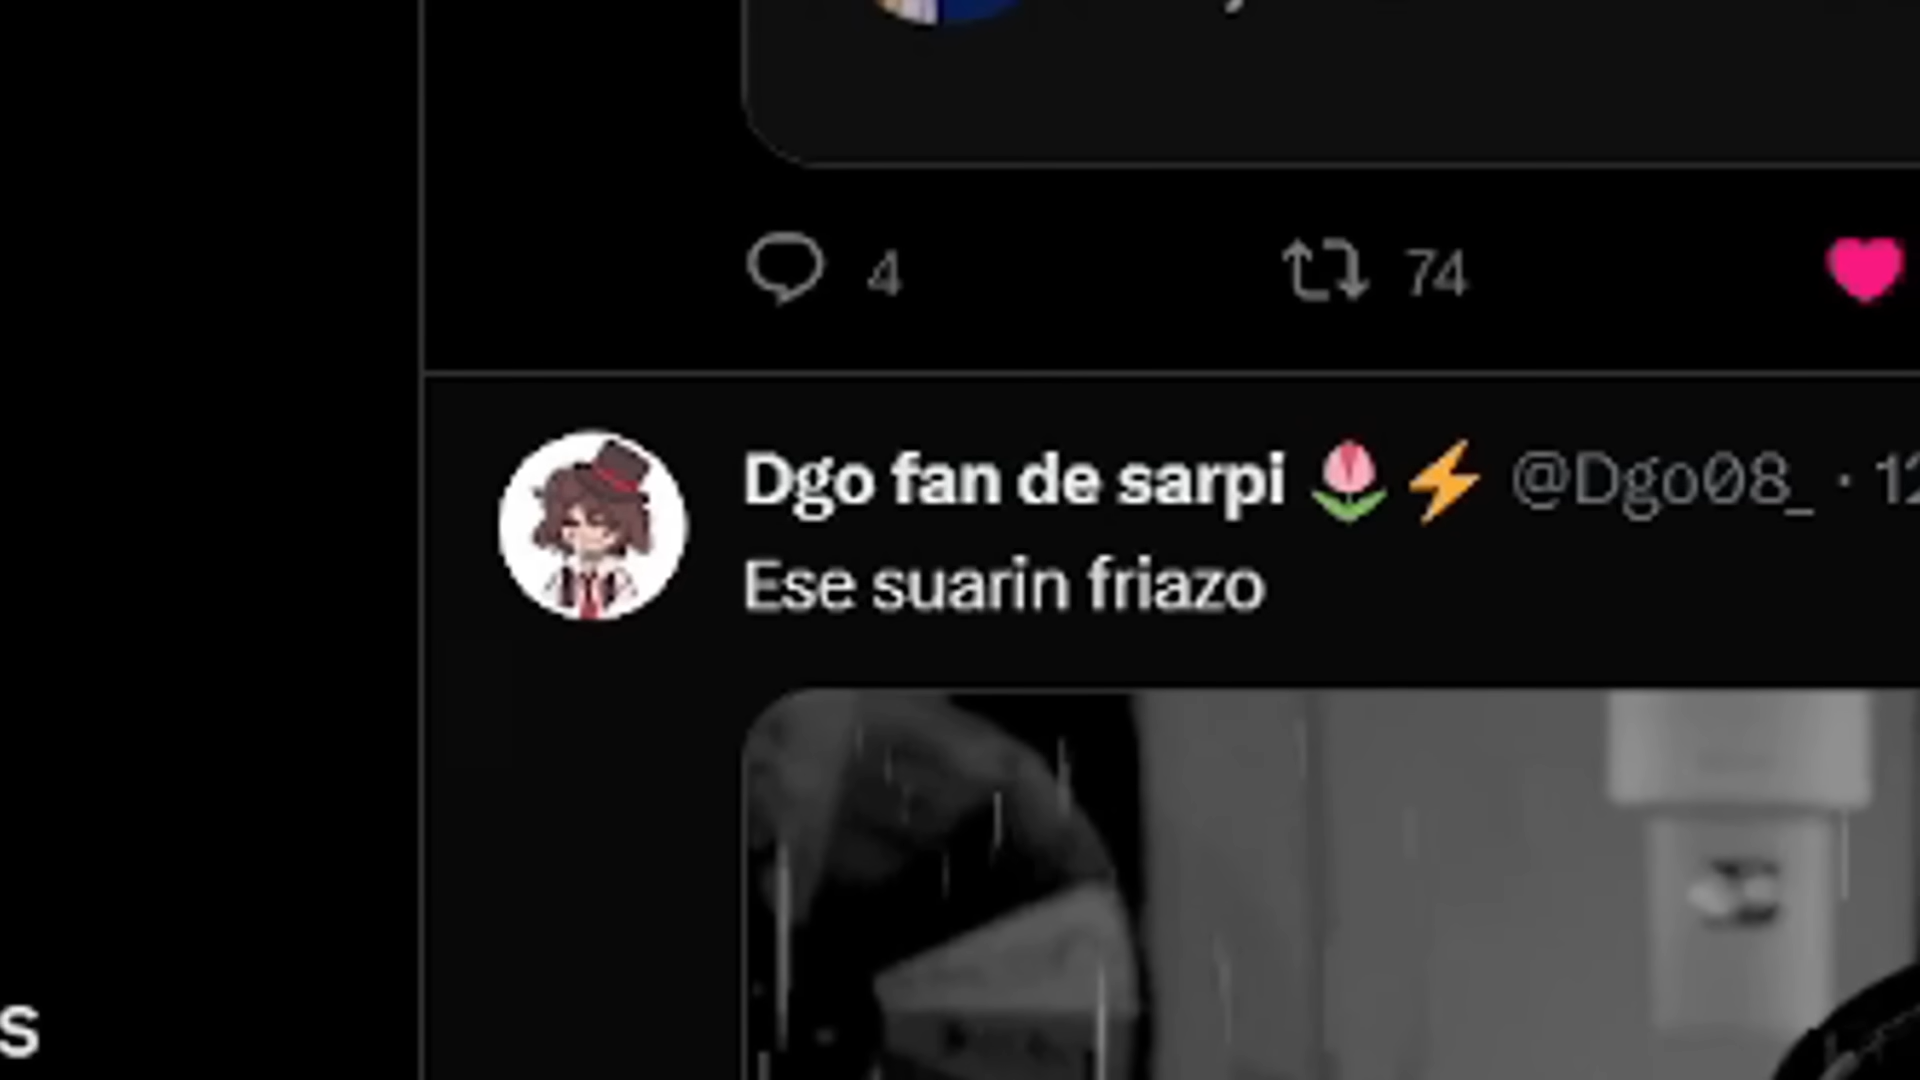 4 74
Dgo fan de sarpi 🌷⚡ @Dgo08_ · 12
Ese suarin friazo
s